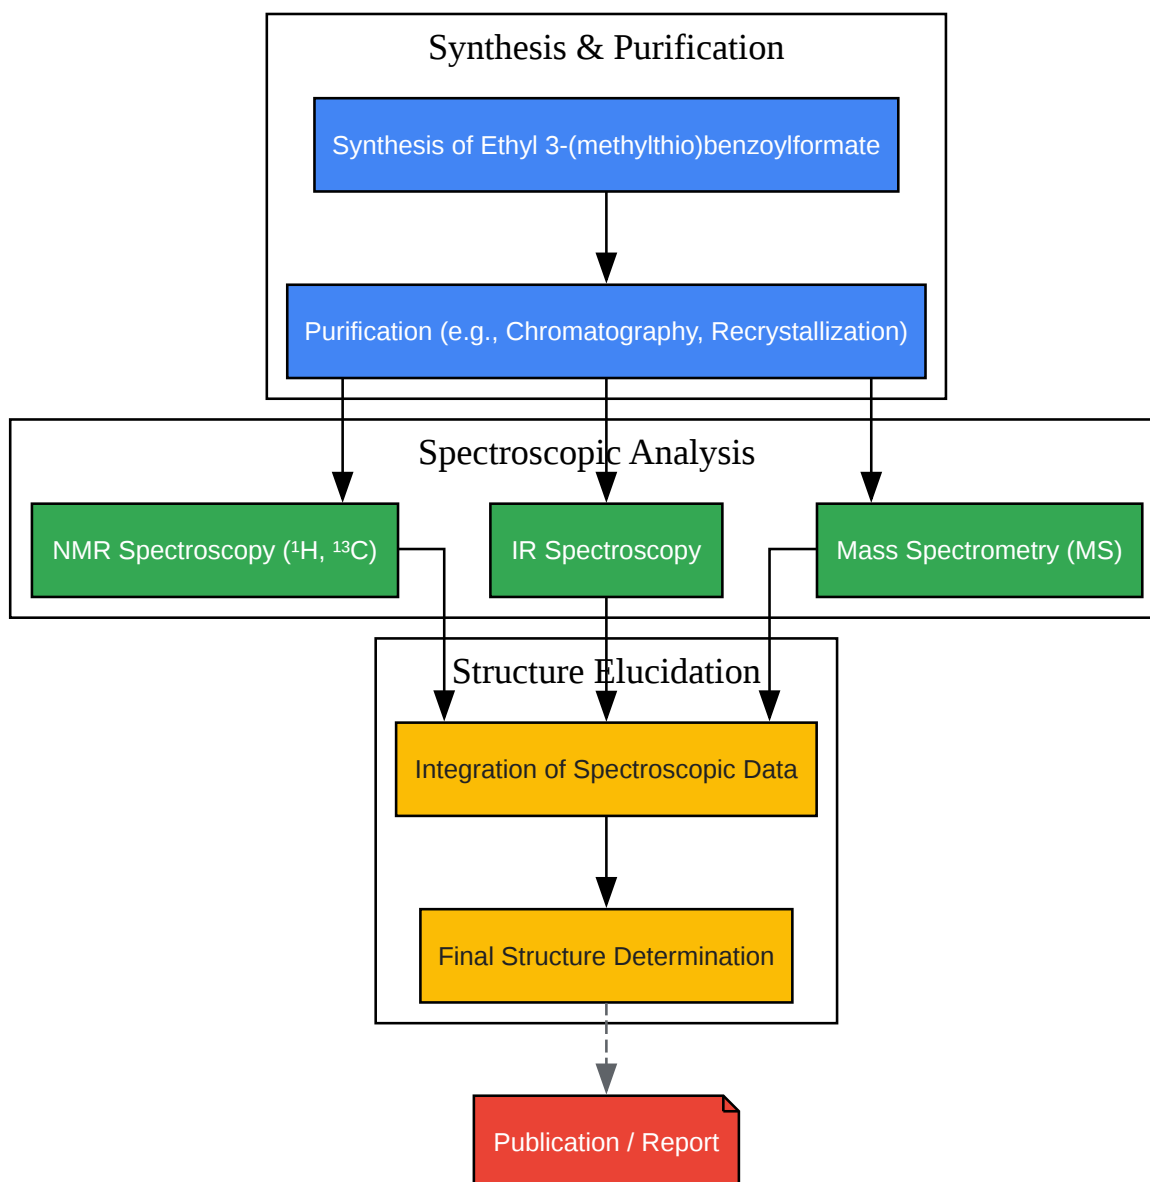 Synthesis & Purification
Synthesis of Ethyl 3-(methylthio)benzoylformate
Purification (e.g., Chromatography, Recrystallization)
Spectroscopic Analysis
NMR Spectroscopy (¹H, ¹³C)
IR Spectroscopy
Mass Spectrometry (MS)
Structure Elucidation
Integration of Spectroscopic Data
Final Structure Determination
Publication / Report